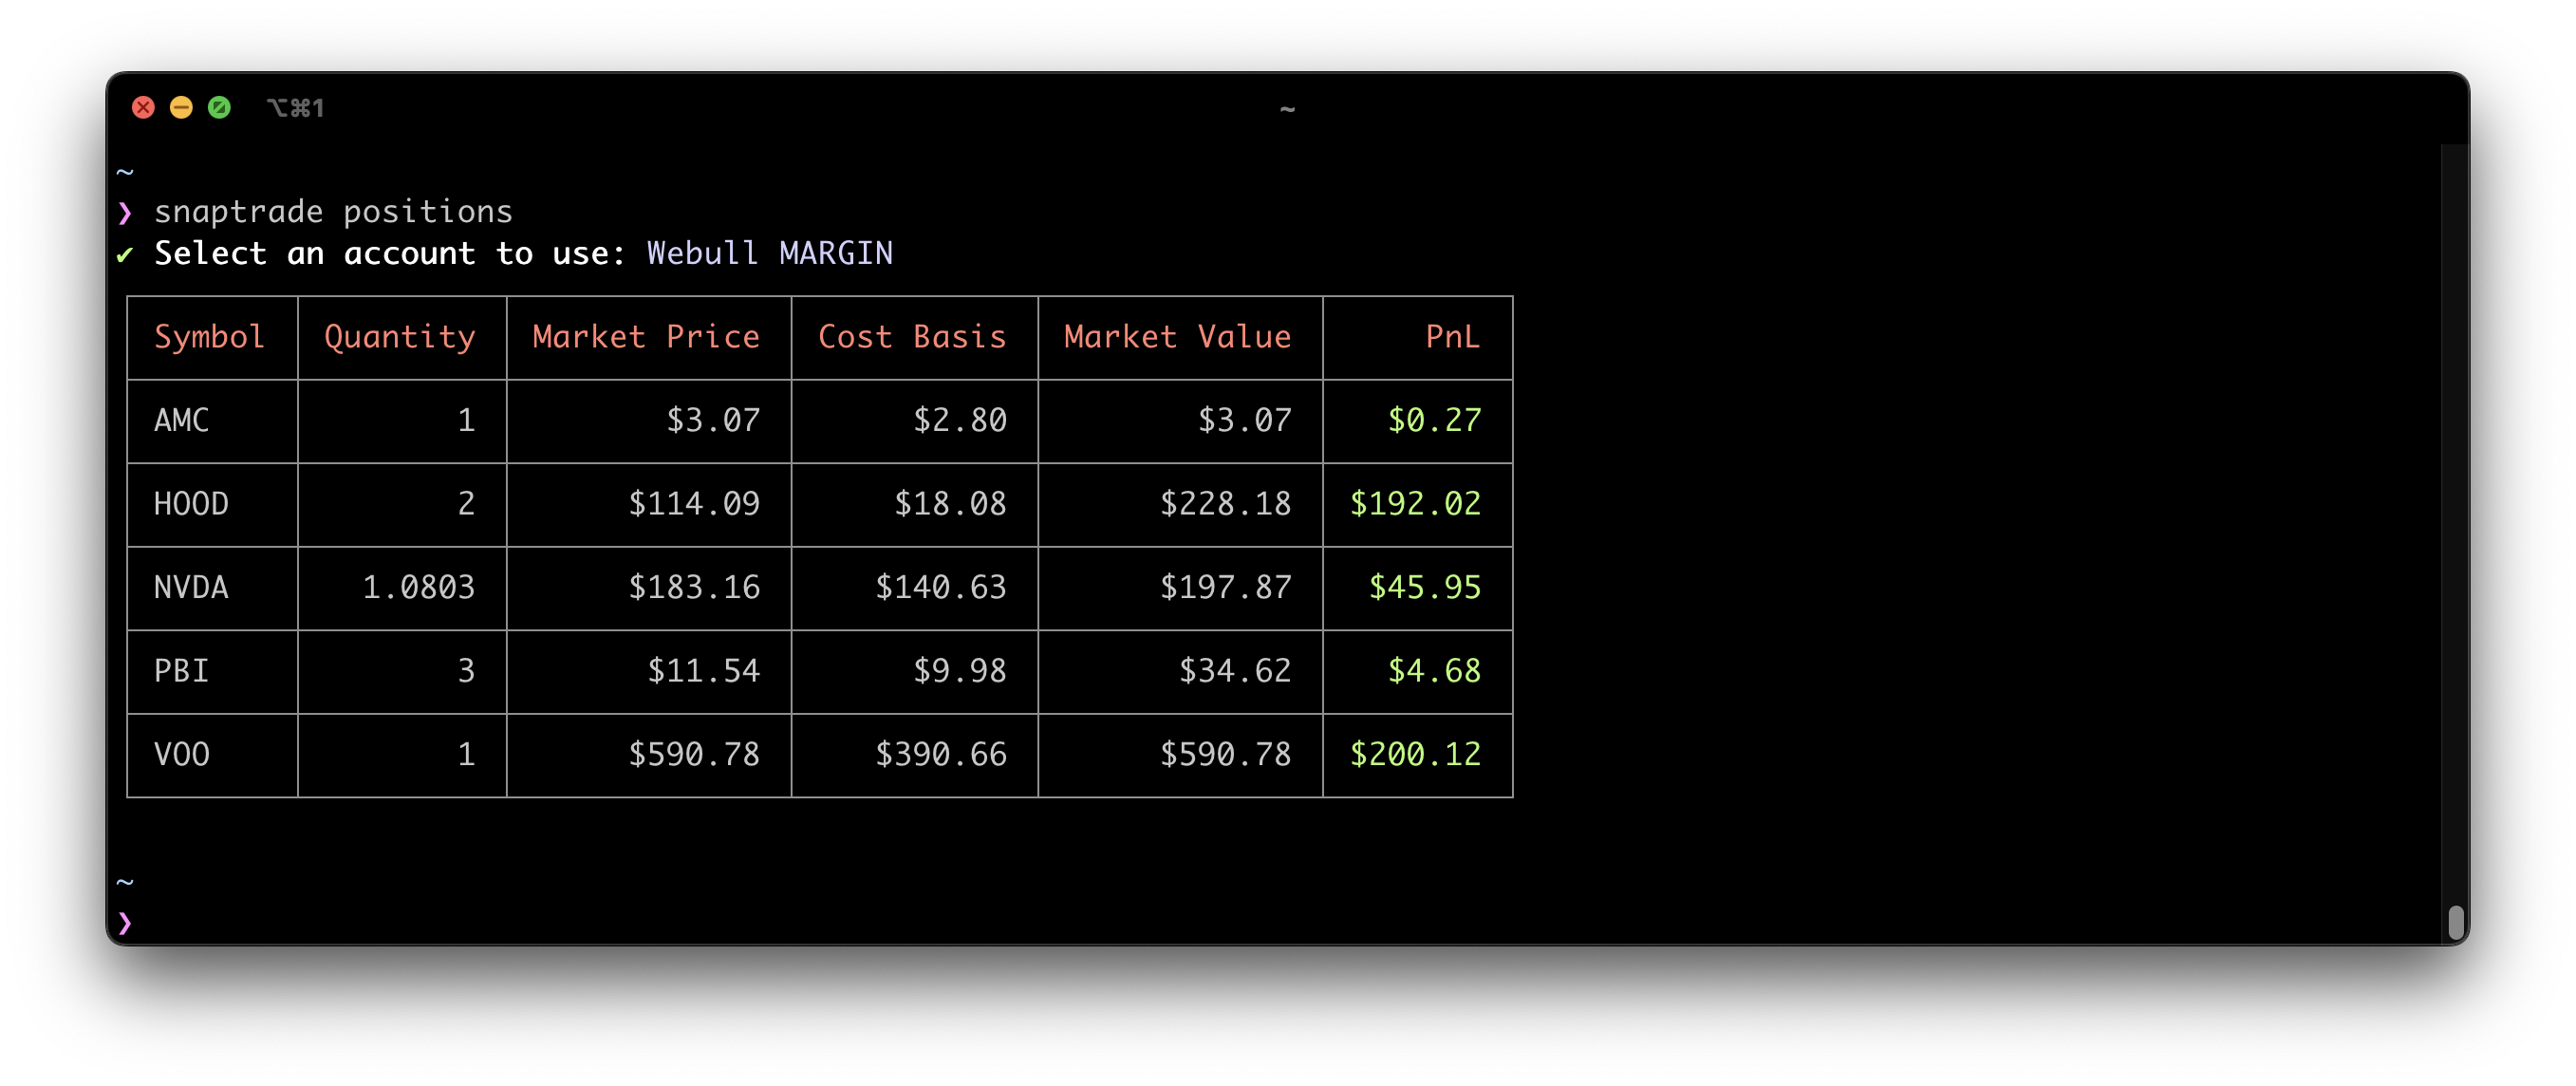 ⌥⌘1 ~
~
❯ snaptrade positions
✔ Select an account to use: Webull MARGIN
Symbol Quantity Market Price Cost Basis Market Value PnL
AMC 1 $3.07 $2.80 $3.07 $0.27
HOOD 2 $114.09 $18.08 $228.18 $192.02
NVDA 1.0803 $183.16 $140.63 $197.87 $45.95
PBI 3 $11.54 $9.98 $34.62 $4.68
VOO 1 $590.78 $390.66 $590.78 $200.12
~
❯